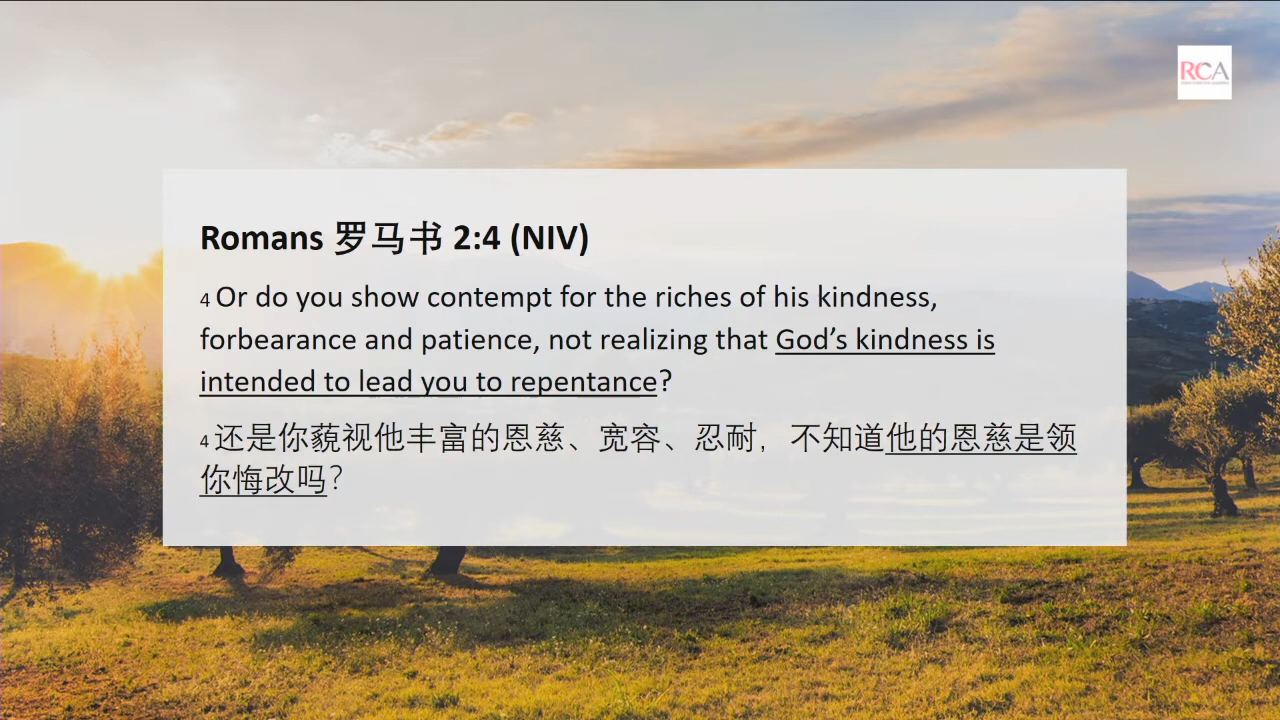 RCA
Romans 罗马书 2:4 (NIV)
4 Or do you show contempt for the riches of his kindness,
forbearance and patience, not realizing that God’s kindness is
intended to lead you to repentance?
4 还是你藐视他丰富的恩慈、宽容、忍耐，不知道他的恩慈是领
你悔改吗？